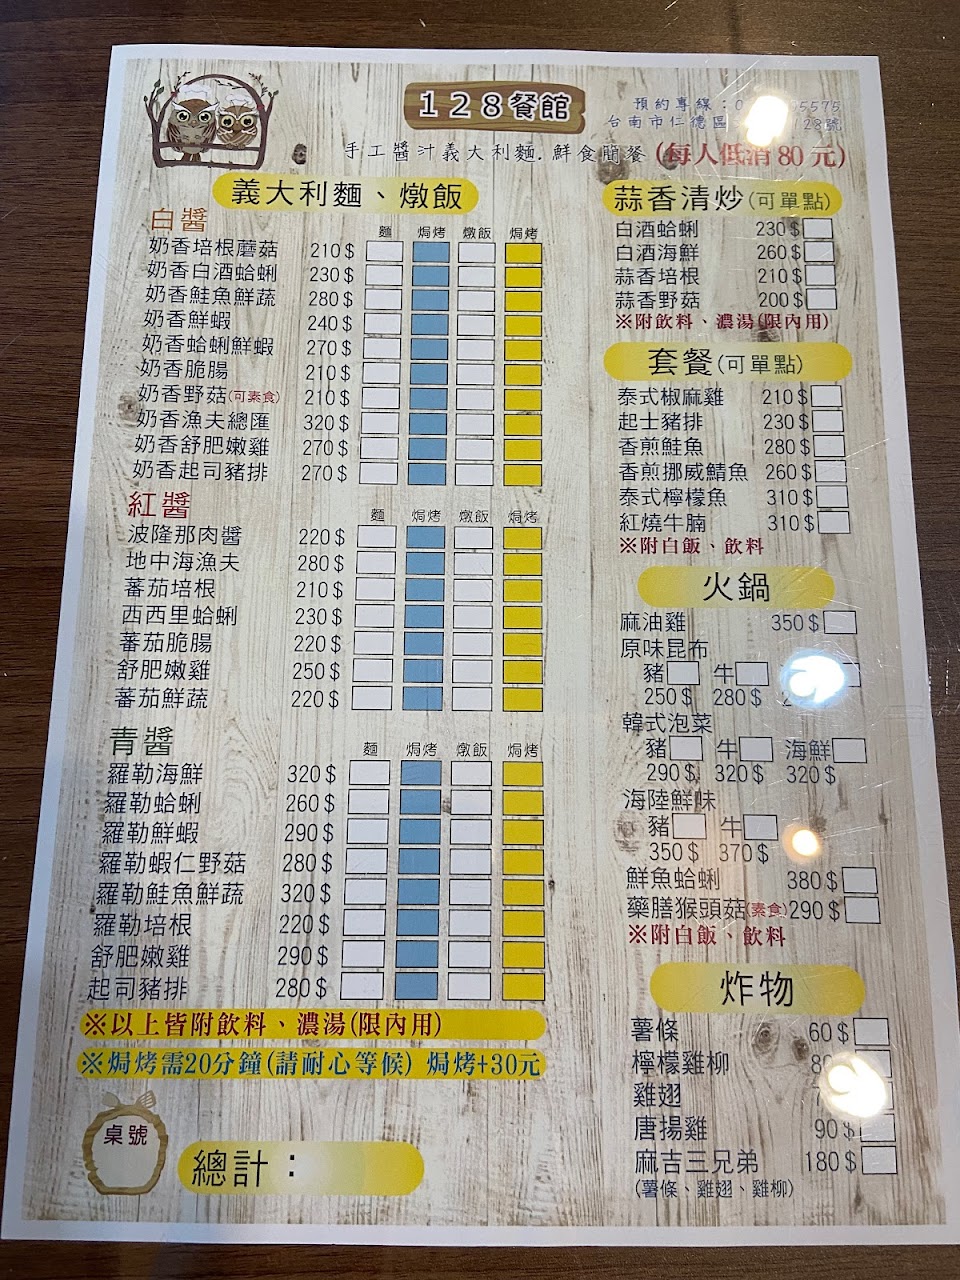 128餐館
預約專線：0 5575
台南市仁德區 28號
手工醬汁義大利麵.鮮食簡餐 (每人低消80元)
義大利麵、燉飯
白醬 麵 焗烤 燉飯 焗烤
奶香培根蘑菇 210$
奶香白酒蛤蜊 230$
奶香鮭魚鮮蔬 280$
奶香鮮蝦 240$
奶香蛤蜊鮮蝦 270$
奶香脆腸 210$
奶香野菇(可素食) 210$
奶香漁夫總匯 320$
奶香舒肥嫩雞 270$
奶香起司豬排 270$
紅醬 麵 焗烤 燉飯 焗烤
波隆那肉醬 220$
地中海漁夫 280$
蕃茄培根 210$
西西里蛤蜊 230$
蕃茄脆腸 220$
舒肥嫩雞 250$
蕃茄鮮蔬 220$
青醬 麵 焗烤 燉飯 焗烤
羅勒海鮮 320$
羅勒蛤蜊 260$
羅勒鮮蝦 290$
羅勒蝦仁野菇 280$
羅勒鮭魚鮮蔬 320$
羅勒培根 220$
舒肥嫩雞 290$
起司豬排 280$
※以上皆附飲料、濃湯(限內用)
※焗烤需20分鐘(請耐心等候) 焗烤+30元
桌號
總計：
蒜香清炒(可單點)
白酒蛤蜊 230$
白酒海鮮 260$
蒜香培根 210$
蒜香野菇 200$
※附飲料、濃湯(限內用)
套餐(可單點)
泰式椒麻雞 210$
起士豬排 230$
香煎鮭魚 280$
香煎挪威鯖魚 260$
泰式檸檬魚 310$
紅燒牛腩 310$
※附白飯、飲料
火鍋
麻油雞 350$
原味昆布
豬 牛
250$ 280$ 2
韓式泡菜
豬 牛 海鮮
290$ 320$ 320$
海陸鮮味
豬 牛
350$ 370$
鮮魚蛤蜊 380$
藥膳猴頭菇(素食) 290$
※附白飯、飲料
炸物
薯條 60$
檸檬雞柳
雞翅
唐揚雞 90$
麻吉三兄弟 180$
(薯條、雞翅、雞柳)